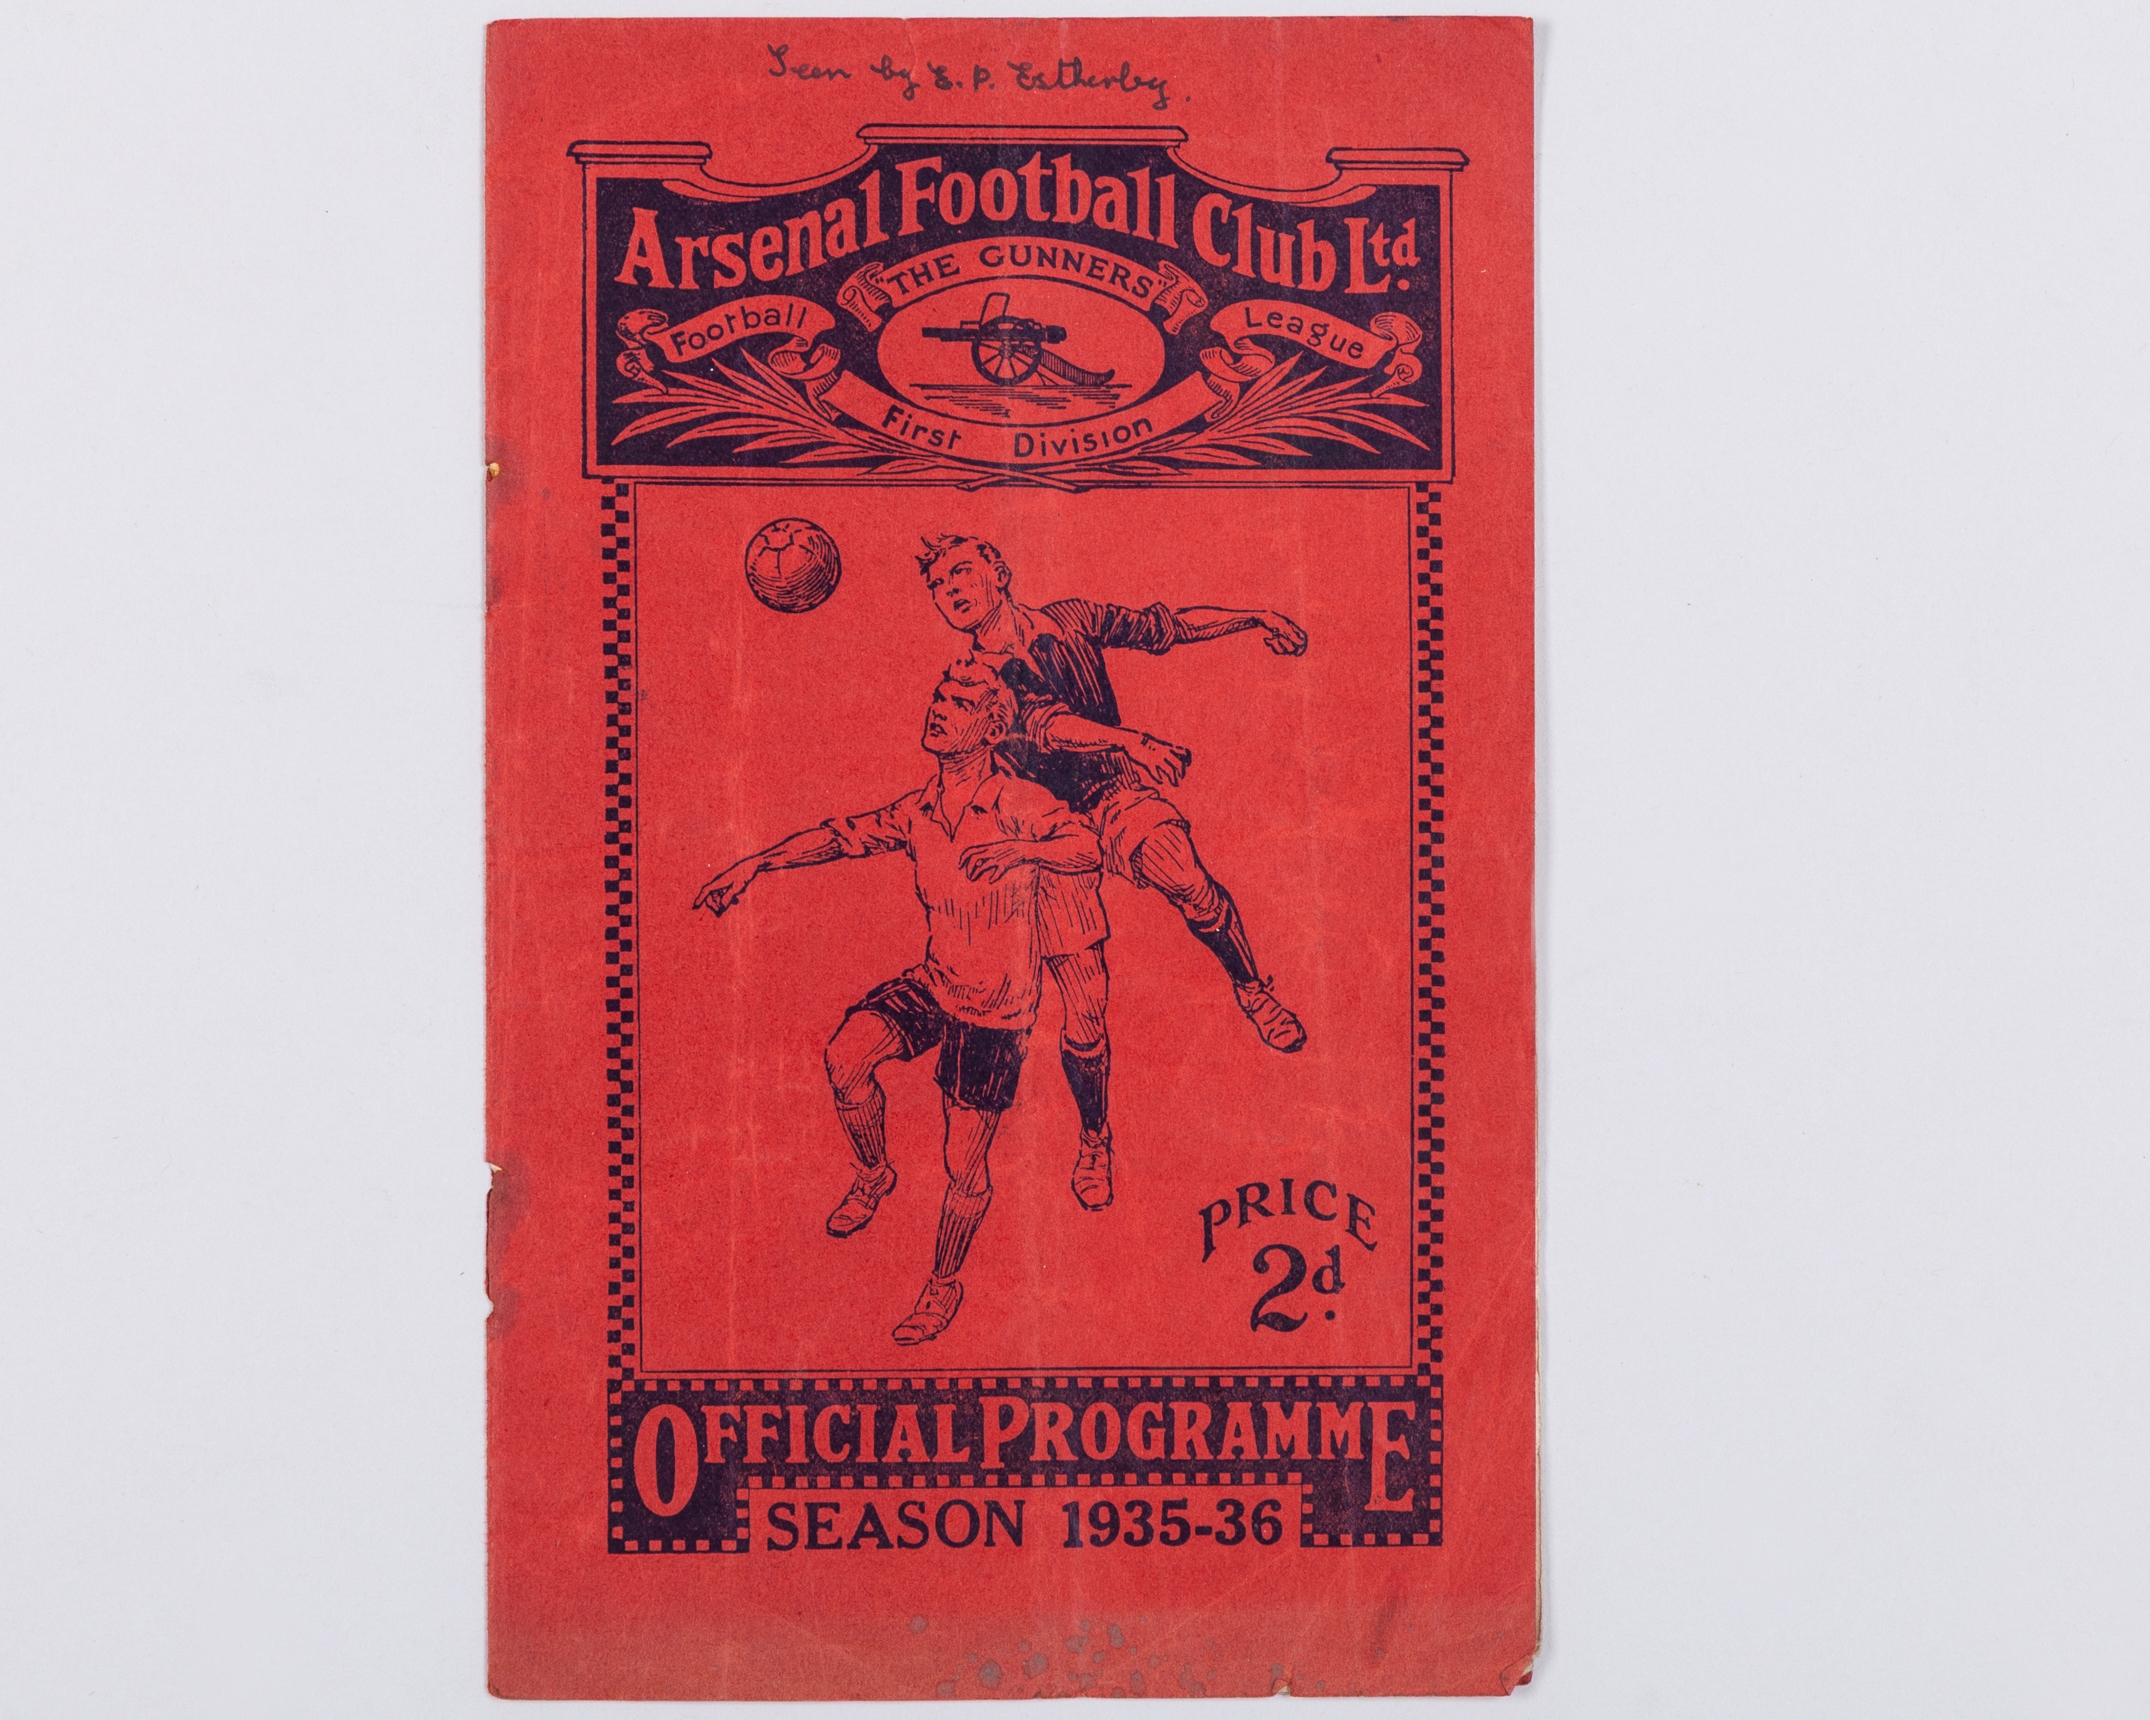 Seen by E. P. Estherby.
Arsenal Football Club Ltd.
"THE GUNNERS"
Football League
First Division
PRICE
2d.
OFFICIAL PROGRAMME
SEASON 1935-36